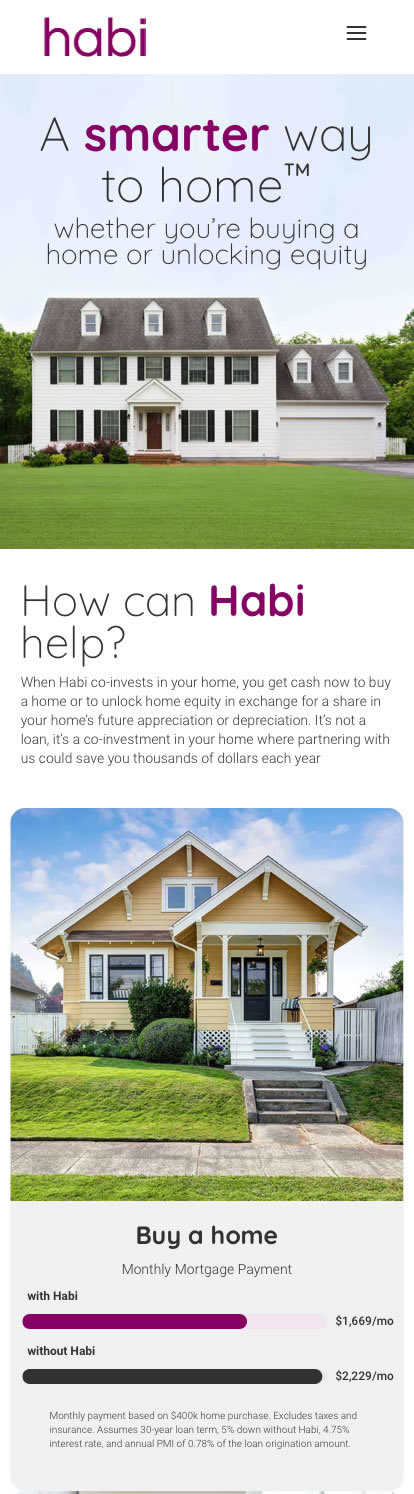 habi
A smarter way
to home™
whether you're buying a
home or unlocking equity
How can Habi
help?
When Habi co-invests in your home, you get cash now to buy
a home or to unlock home equity in exchange for a share in
your home's future appreciation or depreciation. It's not a
loan, it's a co-investment in your home where partnering with
us could save you thousands of dollars each year
Buy a home
Monthly Mortgage Payment
with Habi
$1,669/mo
without Habi
$2,229/mo
Monthly payment based on $400k home purchase. Excludes taxes and
insurance. Assumes 30-year loan term, 5% down without Habi, 4.75%
interest rate, and annual PMI of 0.78% of the loan origination amount.